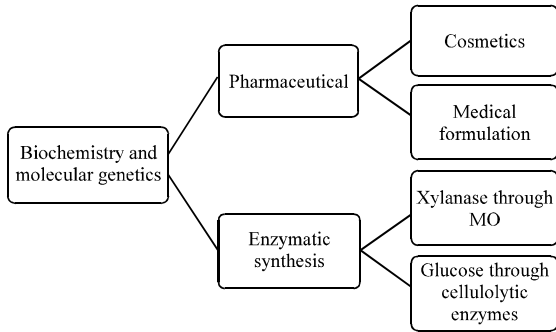 Biochemistry and
molecular genetics
Pharmaceutical
Cosmetics
Medical
formulation
Enzymatic
synthesis
Xylanase through
MO
Glucose through
cellulolytic
enzymes